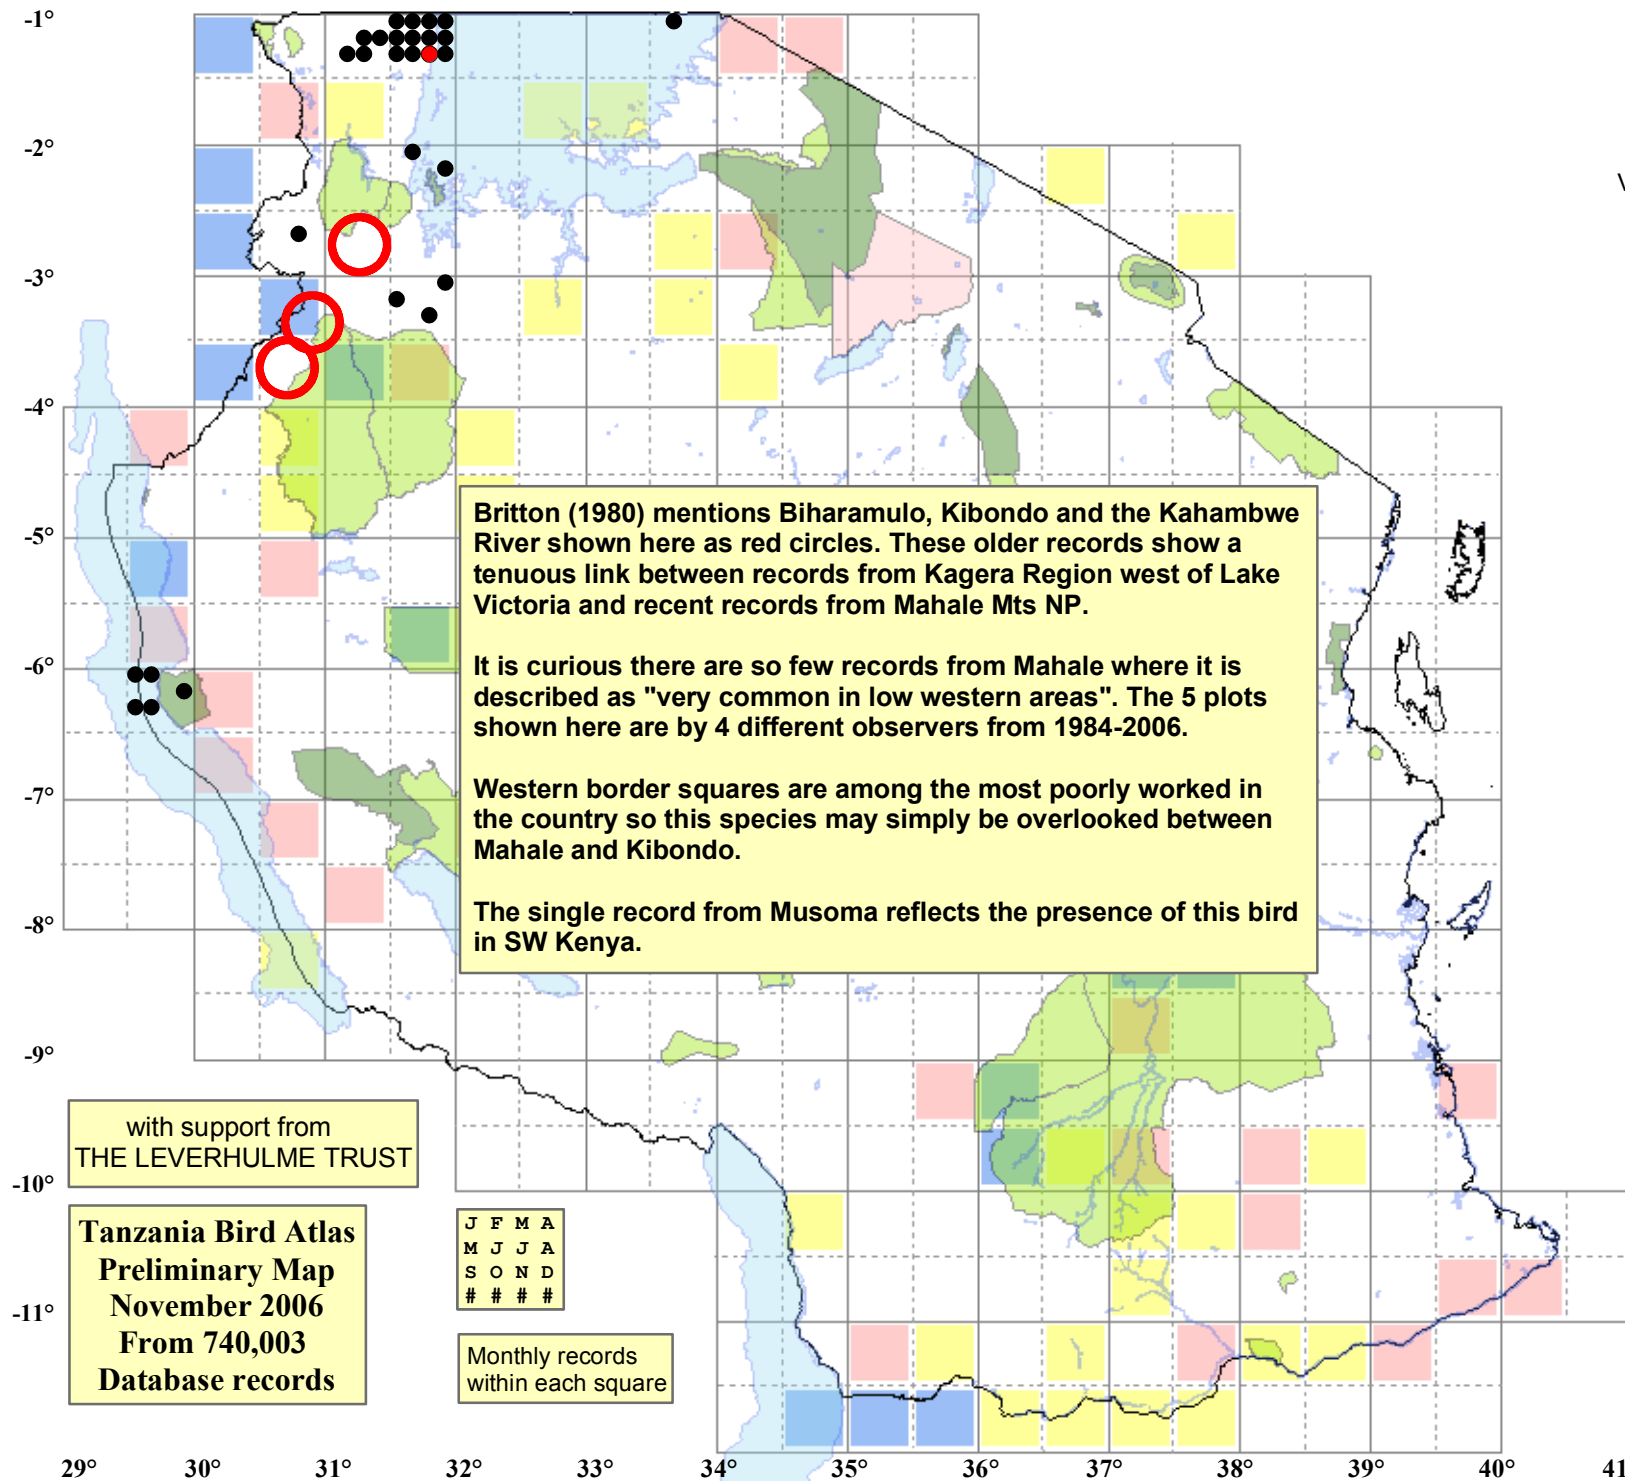 -1°
-2°
-3°
-4°
-5°
-6°
-7°
-8°
-9°
-10°
-11°
V
Britton (1980) mentions Biharamulo, Kibondo and the Kahambwe
River shown here as red circles. These older records show a
tenuous link between records from Kagera Region west of Lake
Victoria and recent records from Mahale Mts NP.
It is curious there are so few records from Mahale where it is
described as "very common in low western areas". The 5 plots
shown here are by 4 different observers from 1984-2006.
Western border squares are among the most poorly worked in
the country so this species may simply be overlooked between
Mahale and Kibondo.
The single record from Musoma reflects the presence of this bird
in SW Kenya.
with support from
THE LEVERHULME TRUST
Tanzania Bird Atlas
Preliminary Map
November 2006
From 740,003
Database records
J F M A
M J J A
S O N D
# # # #
Monthly records
within each square
29° 30° 31° 32° 33° 34° 35° 36° 37° 38° 39° 40° 41